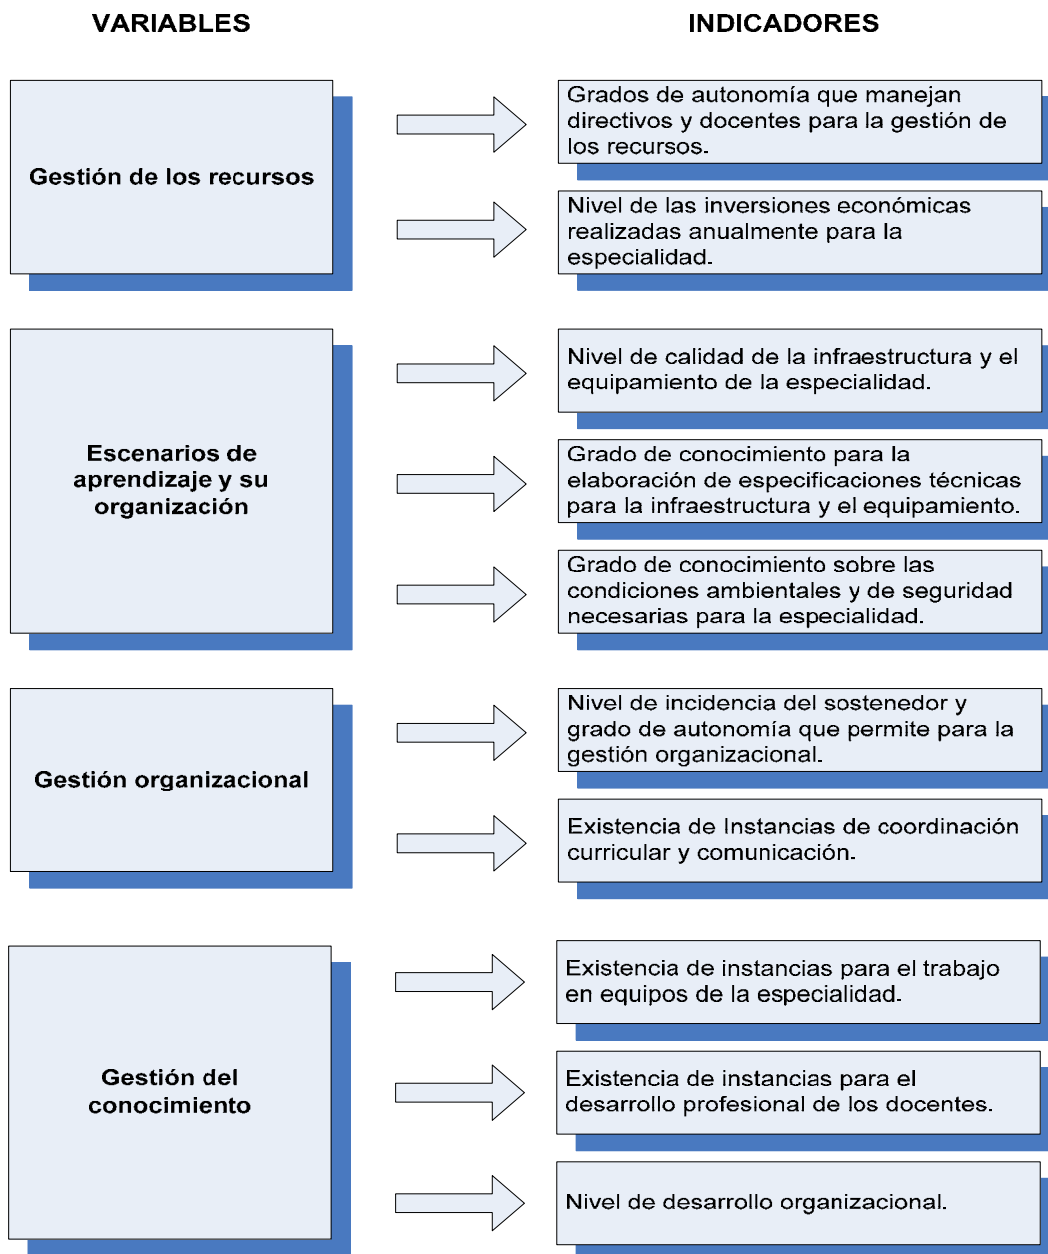 VARIABLES
INDICADORES
Gestión de los recursos
Grados de autonomía que manejan
directivos y docentes para la gestión de
los recursos.
Nivel de las inversiones económicas
realizadas anualmente para la
especialidad.
Escenarios de
aprendizaje y su
organización
Nivel de calidad de la infraestructura y el
equipamiento de la especialidad.
Grado de conocimiento para la
elaboración de especificaciones técnicas
para la infraestructura y el equipamiento.
Grado de conocimiento sobre las
condiciones ambientales y de seguridad
necesarias para la especialidad.
Gestión organizacional
Nivel de incidencia del sostenedor y
grado de autonomía que permite para la
gestión organizacional.
Existencia de Instancias de coordinación
curricular y comunicación.
Gestión del
conocimiento
Existencia de instancias para el trabajo
en equipos de la especialidad.
Existencia de instancias para el
desarrollo profesional de los docentes.
Nivel de desarrollo organizacional.